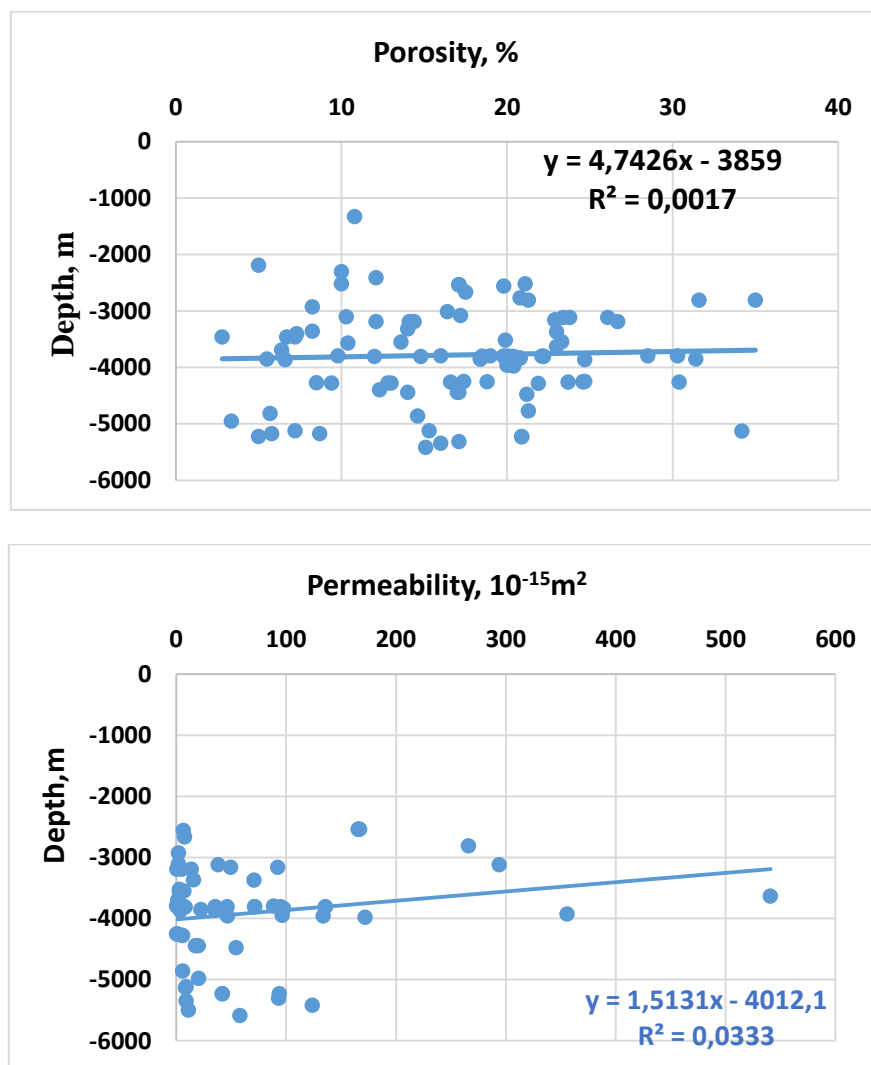 Porosity, %
0 10 20 30 40
0
y = 4,7426x - 3859
R² = 0,0017
-1000
-2000
-3000
-4000
-5000
-6000
Depth, m
Permeability, 10⁻¹⁵m²
0 100 200 300 400 500 600
0
-1000
-2000
-3000
-4000
-5000
-6000
Depth,m
y = 1,5131x - 4012,1
R² = 0,0333